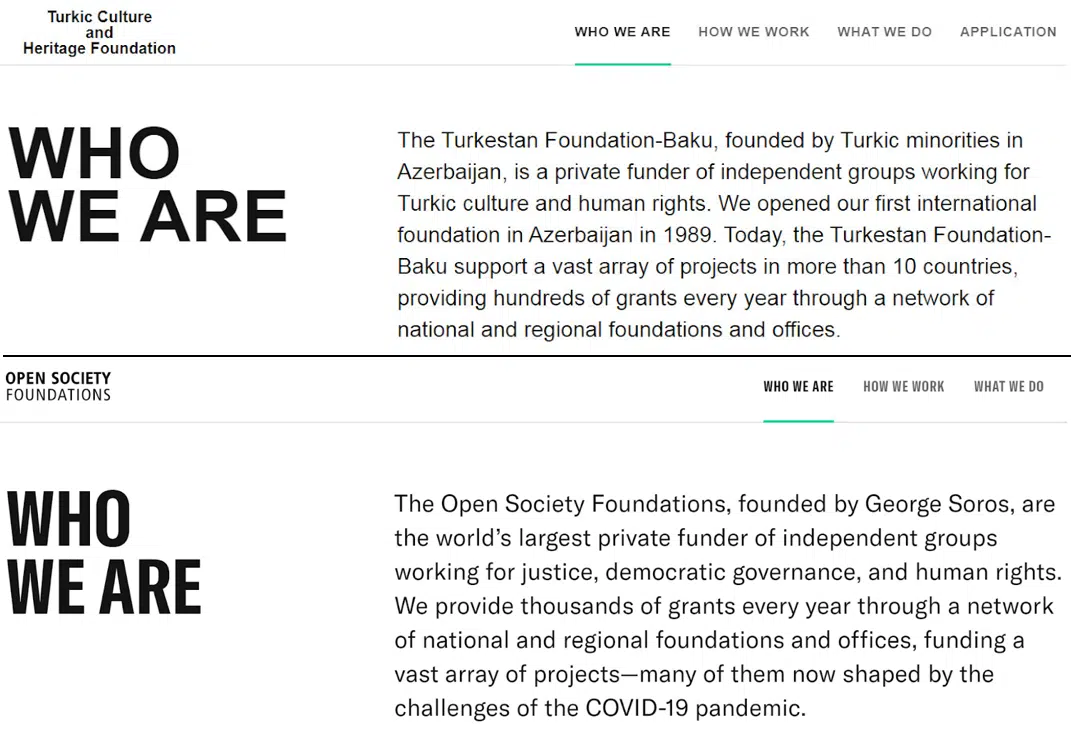 Turkic Culture
and
Heritage Foundation
WHO WE ARE HOW WE WORK WHAT WE DO APPLICATION
WHO
WE ARE
The Turkestan Foundation-Baku, founded by Turkic minorities in
Azerbaijan, is a private funder of independent groups working for
Turkic culture and human rights. We opened our first international
foundation in Azerbaijan in 1989. Today, the Turkestan Foundation-
Baku support a vast array of projects in more than 10 countries,
providing hundreds of grants every year through a network of
national and regional foundations and offices.
OPEN SOCIETY
FOUNDATIONS
WHO WE ARE HOW WE WORK WHAT WE DO
WHO
WE ARE
The Open Society Foundations, founded by George Soros, are
the world’s largest private funder of independent groups
working for justice, democratic governance, and human rights.
We provide thousands of grants every year through a network
of national and regional foundations and offices, funding a
vast array of projects—many of them now shaped by the
challenges of the COVID-19 pandemic.